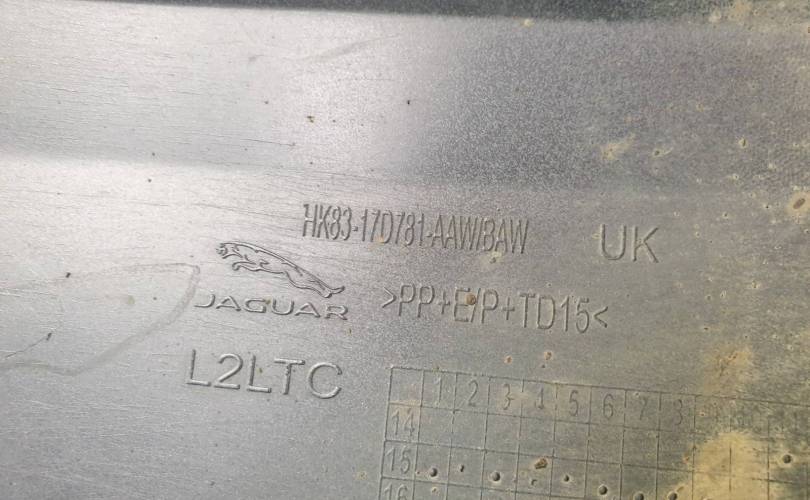 HK83-17D781-AAW/BAW
UK
JAGUAR
>PP+E/P+TD15<
L2LTC
1 2 3 4 5 6 7 8
14
15
16